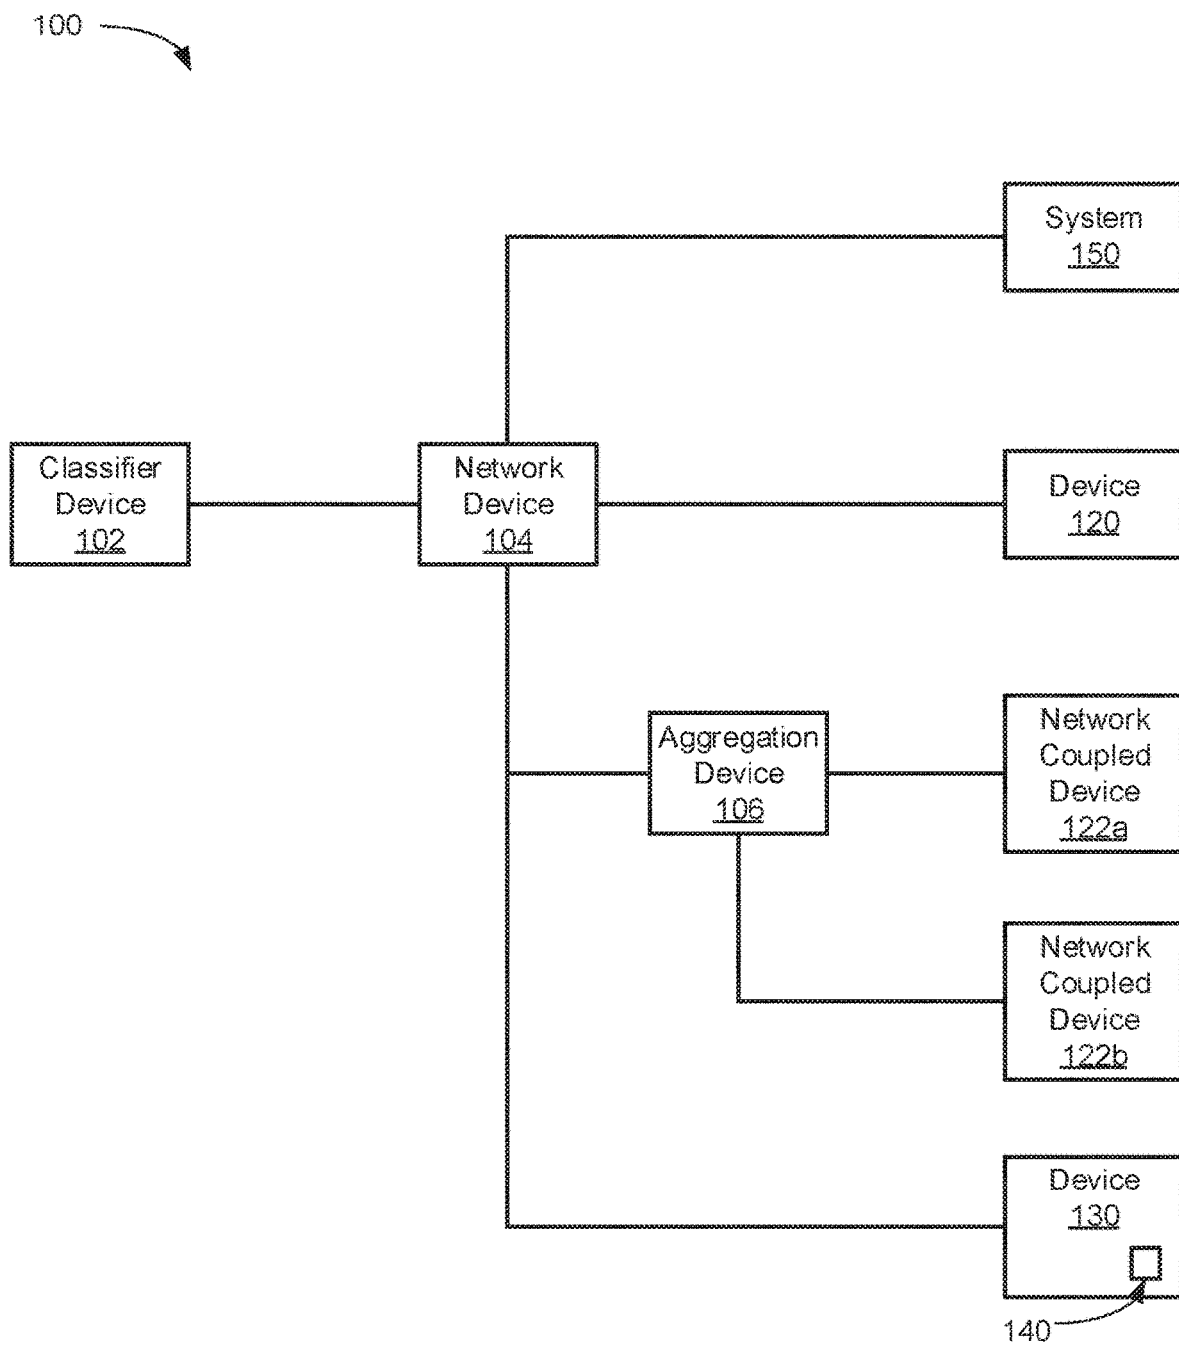 100
System
150
Classifier
Device
102
Network
Device
104
Device
120
Aggregation
Device
106
Network
Coupled
Device
122a
Network
Coupled
Device
122b
Device
130
140